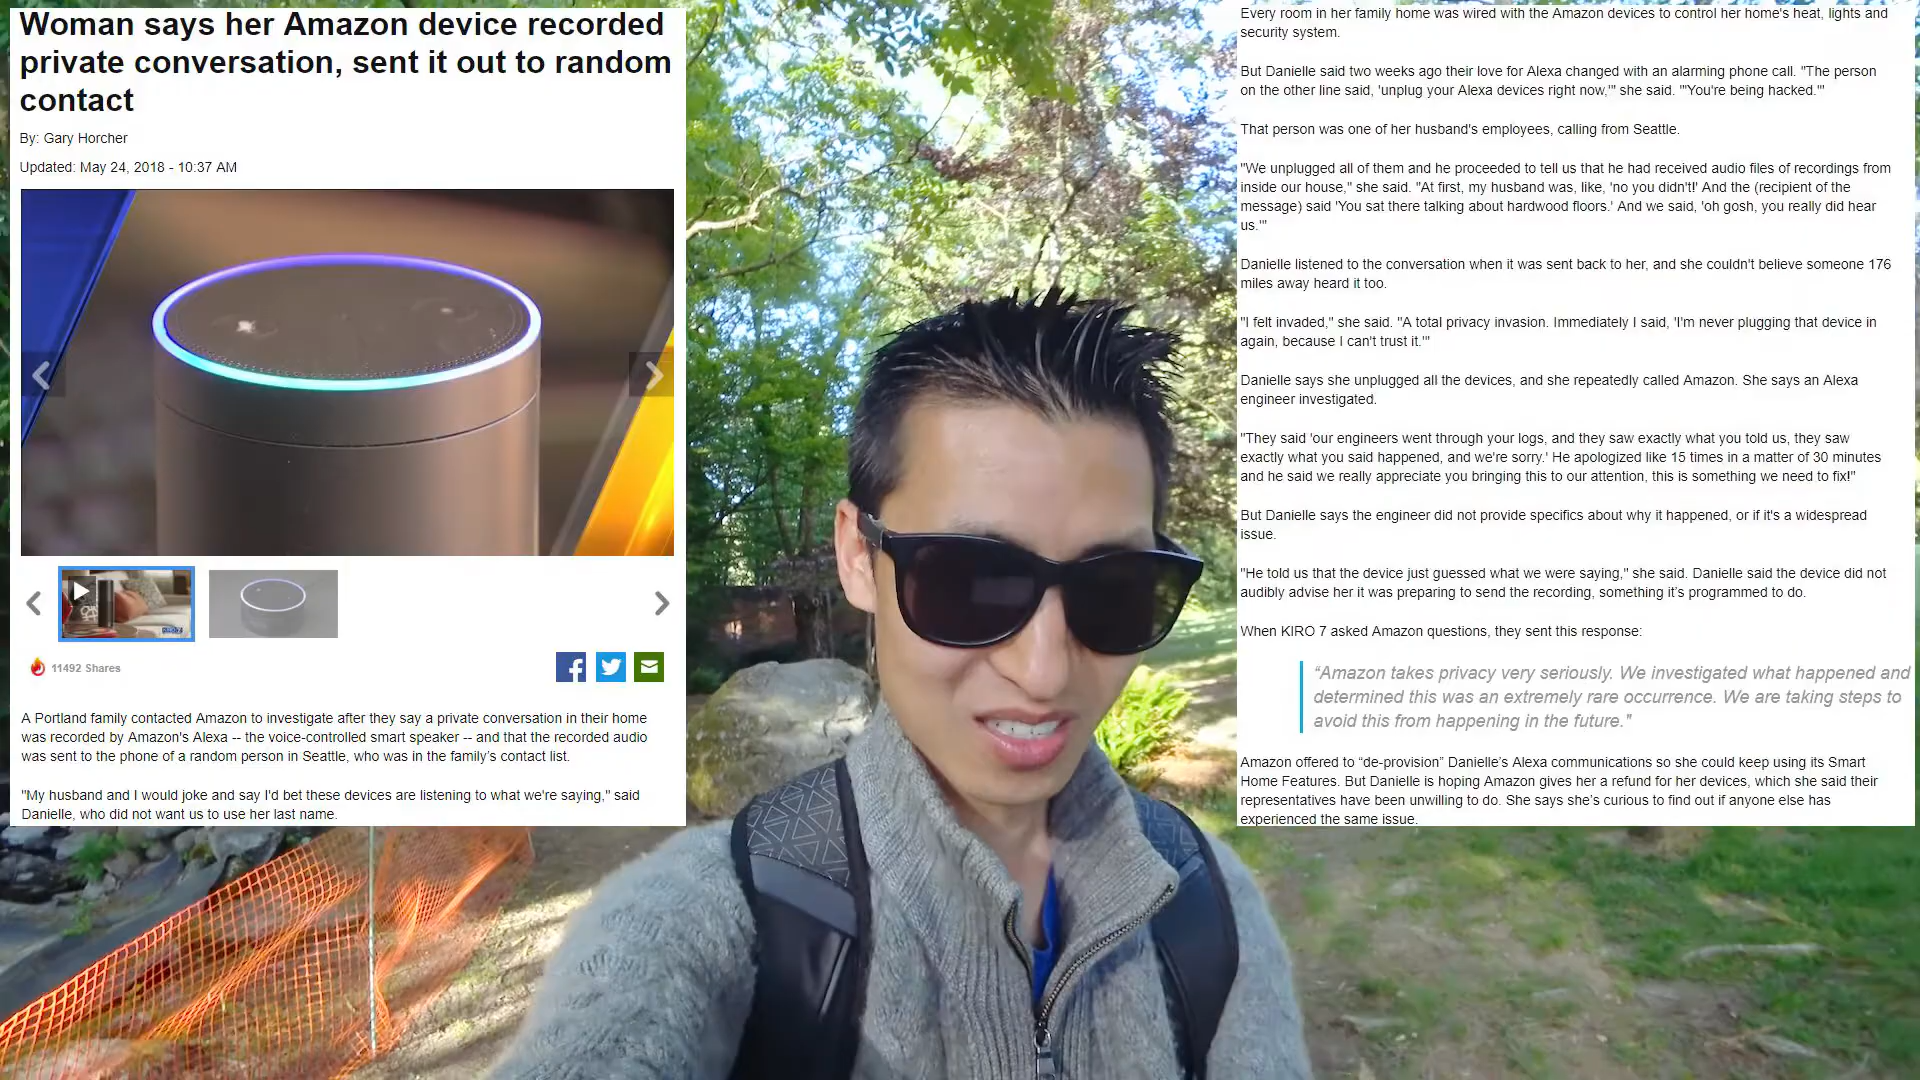 Woman says her Amazon device recorded
private conversation, sent it out to random
contact
By: Gary Horcher
Updated: May 24, 2018 - 10:37 AM
11492 Shares
A Portland family contacted Amazon to investigate after they say a private conversation in their home
was recorded by Amazon's Alexa -- the voice-controlled smart speaker -- and that the recorded audio
was sent to the phone of a random person in Seattle, who was in the family's contact list.
"My husband and I would joke and say I'd bet these devices are listening to what we're saying," said
Danielle, who did not want us to use her last name.
Every room in her family home was wired with the Amazon devices to control her home's heat, lights and
security system.
But Danielle said two weeks ago their love for Alexa changed with an alarming phone call. "The person
on the other line said, 'unplug your Alexa devices right now,'" she said. "'You're being hacked.'"
That person was one of her husband's employees, calling from Seattle.
"We unplugged all of them and he proceeded to tell us that he had received audio files of recordings from
inside our house," she said. "At first, my husband was, like, 'no you didn't!' And the (recipient of the
message) said 'You sat there talking about hardwood floors.' And we said, 'oh gosh, you really did hear
us.'"
Danielle listened to the conversation when it was sent back to her, and she couldn't believe someone 176
miles away heard it too.
"I felt invaded," she said. "A total privacy invasion. Immediately I said, 'I'm never plugging that device in
again, because I can't trust it.'"
Danielle says she unplugged all the devices, and she repeatedly called Amazon. She says an Alexa
engineer investigated.
"They said 'our engineers went through your logs, and they saw exactly what you told us, they saw
exactly what you said happened, and we're sorry.' He apologized like 15 times in a matter of 30 minutes
and he said we really appreciate you bringing this to our attention, this is something we need to fix!"
But Danielle says the engineer did not provide specifics about why it happened, or if it's a widespread
issue.
"He told us that the device just guessed what we were saying," she said. Danielle said the device did not
audibly advise her it was preparing to send the recording, something it's programmed to do.
When KIRO 7 asked Amazon questions, they sent this response:
"Amazon takes privacy very seriously. We investigated what happened and
determined this was an extremely rare occurrence. We are taking steps to
avoid this from happening in the future."
Amazon offered to "de-provision" Danielle's Alexa communications so she could keep using its Smart
Home Features. But Danielle is hoping Amazon gives her a refund for her devices, which she said their
representatives have been unwilling to do. She says she's curious to find out if anyone else has
experienced the same issue.